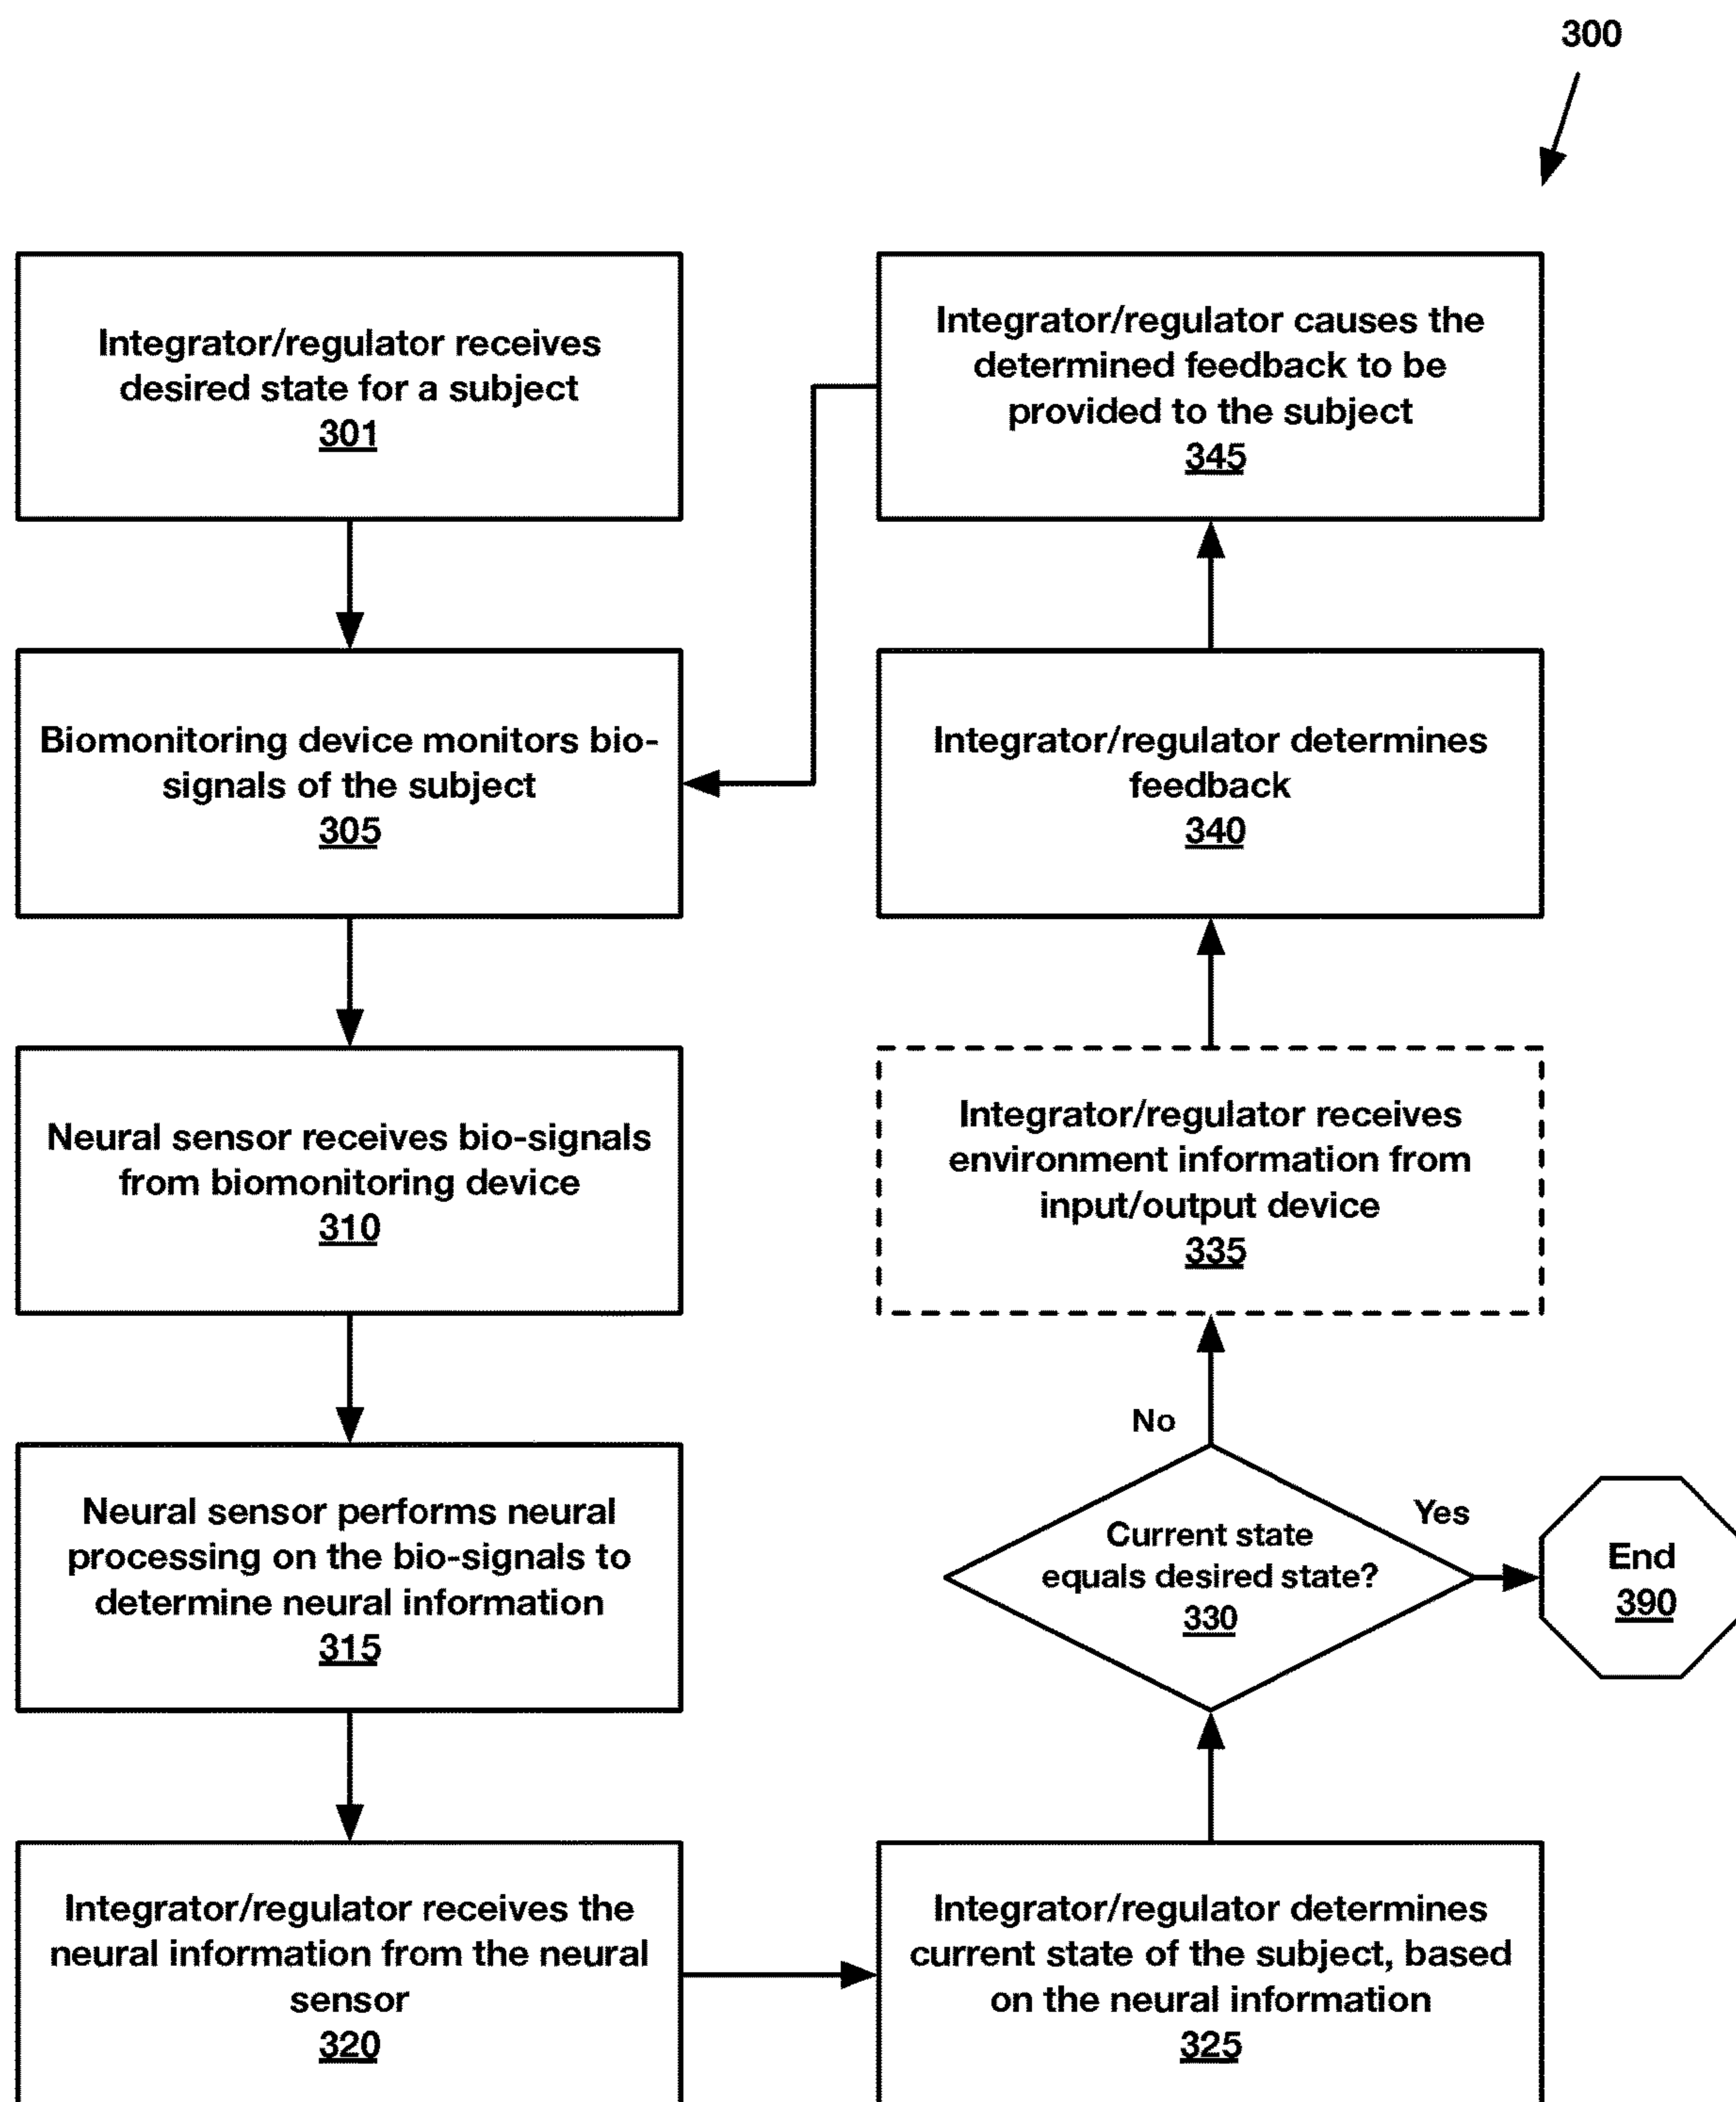 300
Integrator/regulator receives
desired state for a subject
301
Biomonitoring device monitors bio-
signals of the subject
305
Neural sensor receives bio-signals
from biomonitoring device
310
Neural sensor performs neural
processing on the bio-signals to
determine neural information
315
Integrator/regulator receives the
neural information from the neural
sensor
320
Integrator/regulator determines
current state of the subject, based
on the neural information
325
Current state
equals desired state?
330
Yes
End
390
No
Integrator/regulator receives
environment information from
input/output device
335
Integrator/regulator determines
feedback
340
Integrator/regulator causes the
determined feedback to be
provided to the subject
345